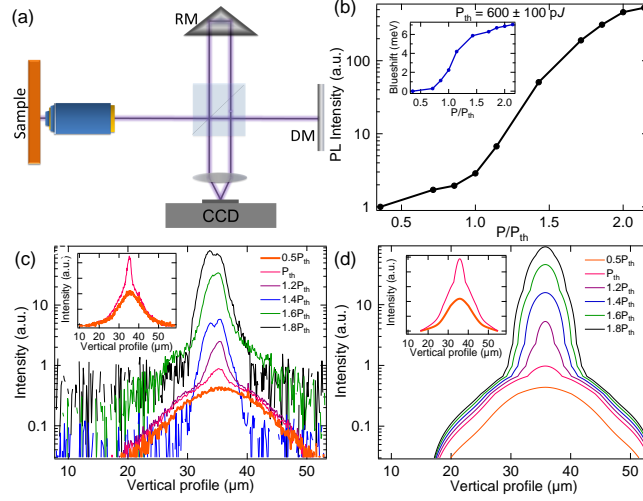 (a)
RM
Sample
DM
CCD
(b)
P_th = 600 ± 100 pJ
PL Intensity (a.u.)
100
10
1
Blueshift (meV)
6
4
2
0
0.5 1.0 1.5 2.0
P/P_th
0.5 1.0 1.5 2.0
P/P_th
(c)
Intensity (a.u.)
10
1
0.1
Intensity (a.u.)
10 20 30 40 50
Vertical profile (μm)
0.5P_th
P_th
1.2P_th
1.4P_th
1.6P_th
1.8P_th
10 20 30 40 50
Vertical profile (μm)
(d)
Intensity (a.u.)
10
1
0.1
Intensity (a.u.)
10 20 30 40 50
Vertical profile (μm)
0.5P_th
P_th
1.2P_th
1.4P_th
1.6P_th
1.8P_th
10 20 30 40 50
Vertical profile (μm)